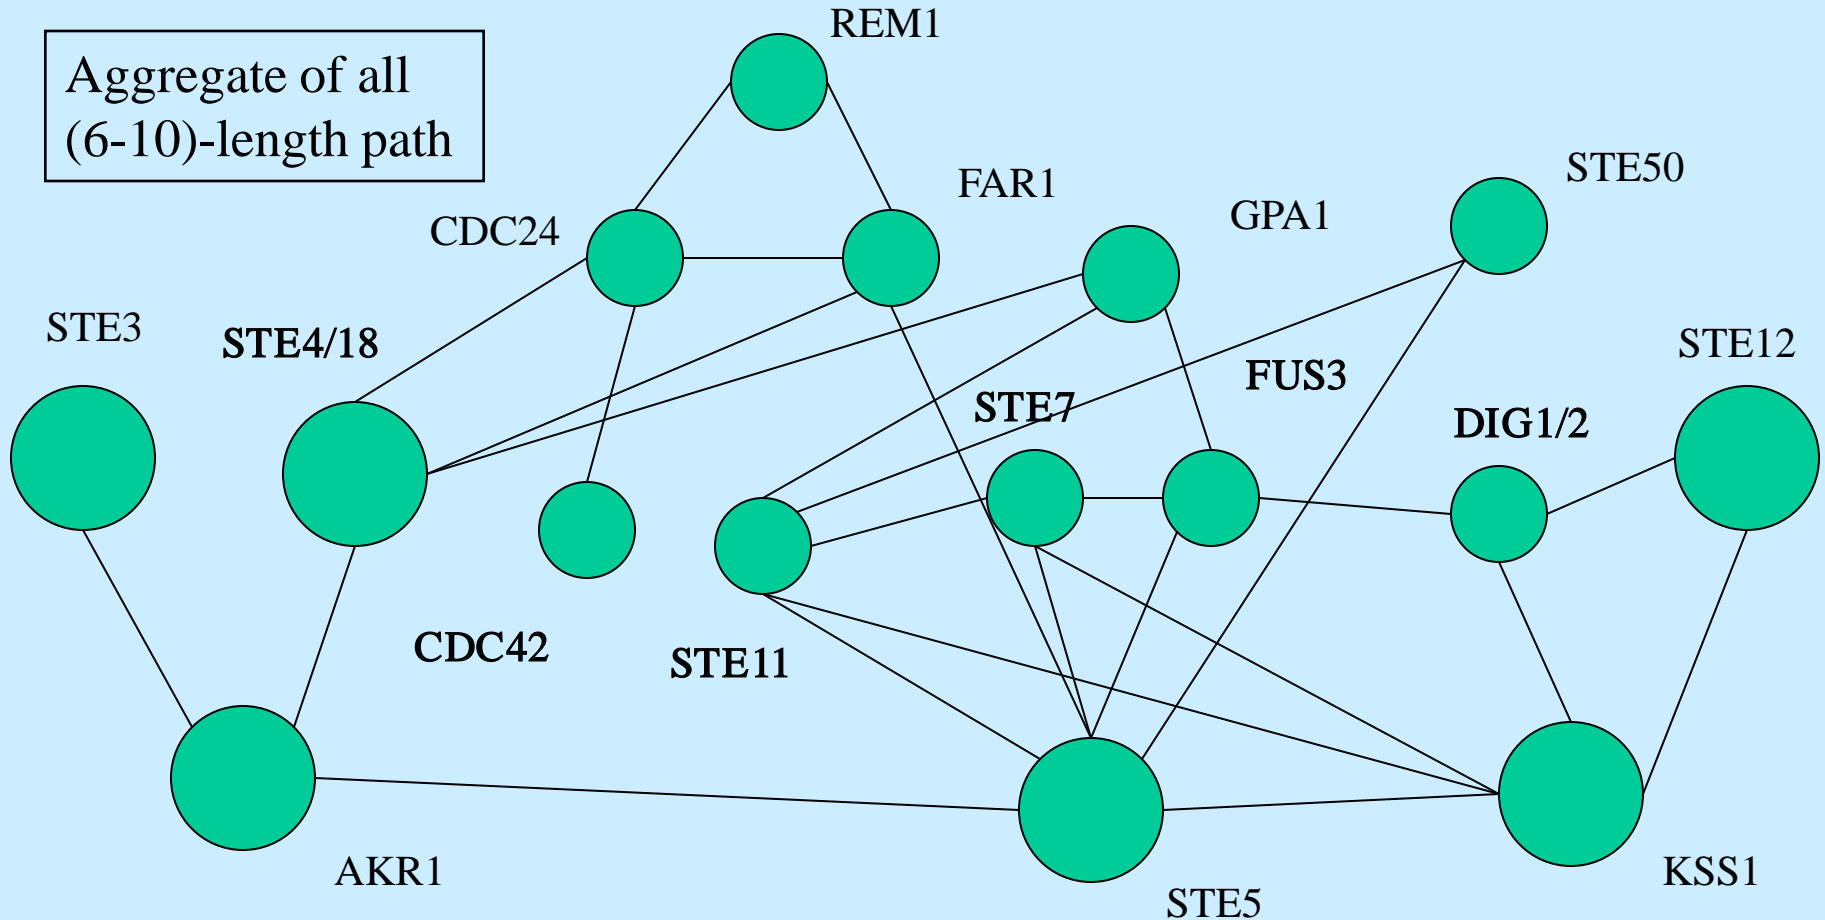 REM1
Aggregate of all
(6-10)-length path
STE50
FAR1
GPA1
CDC24
STE3
STE4/18
STE12
FUS3
STE7
DIG1/2
CDC42
STE11
AKR1
KSS1
STE5